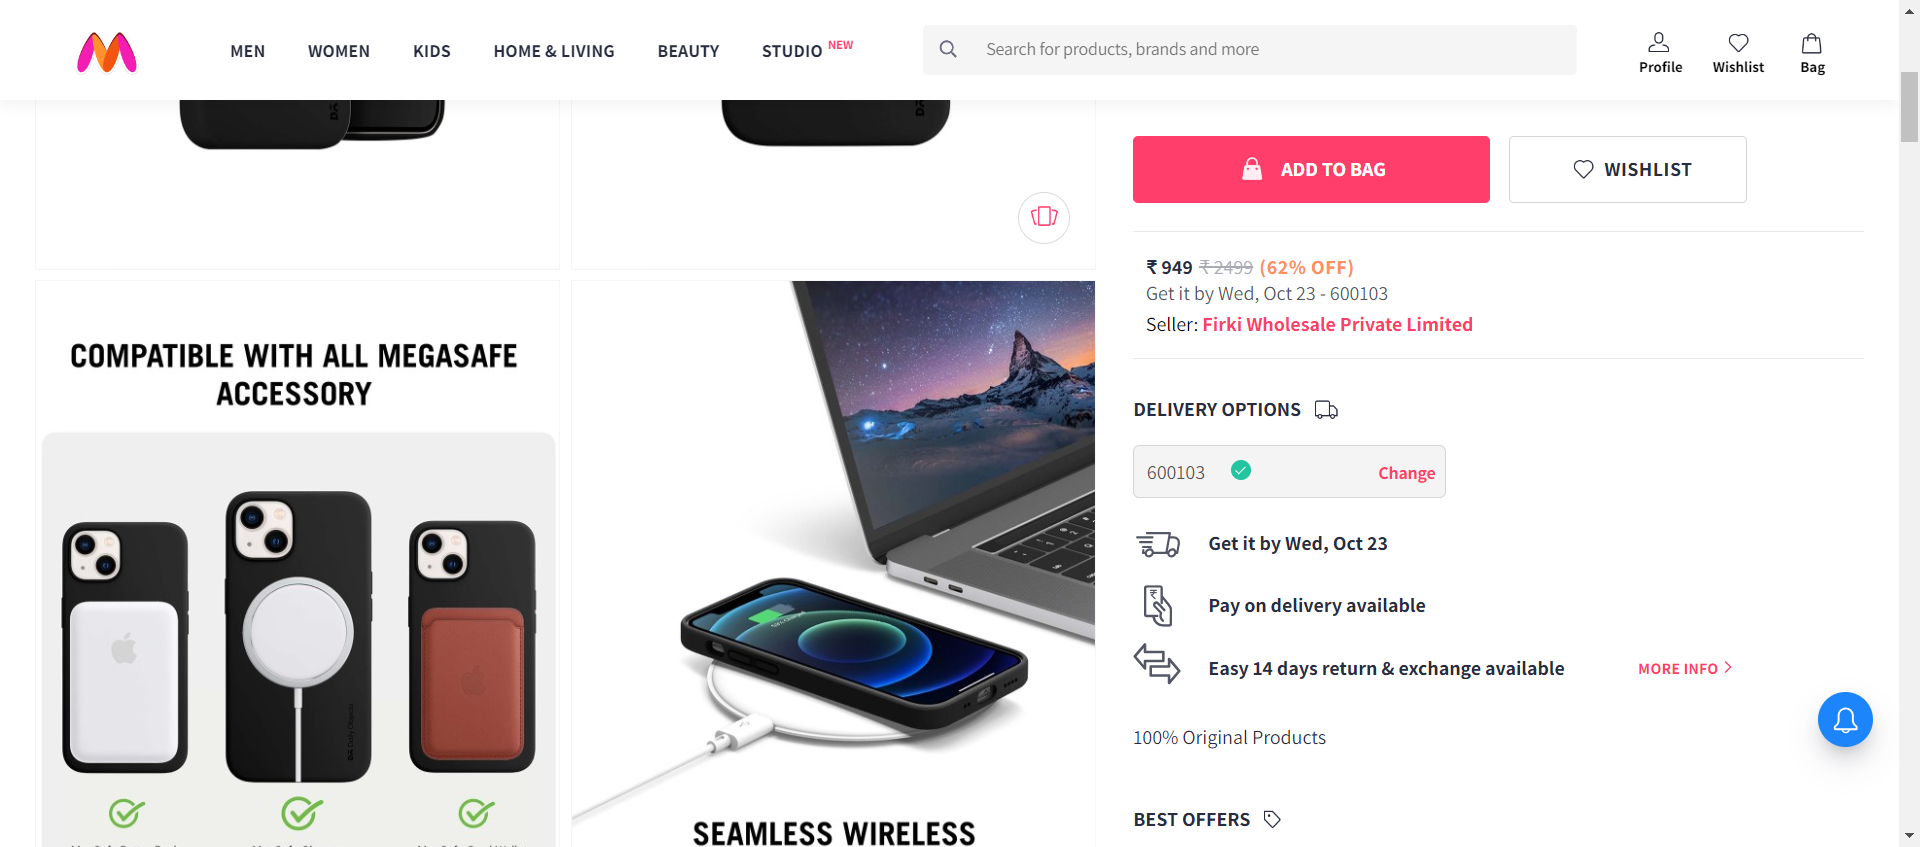 MEN WOMEN KIDS HOME & LIVING BEAUTY STUDIO NEW
Search for products, brands and more
Profile Wishlist Bag
ADD TO BAG
WISHLIST
₹ 949 ₹ 2499 (62% OFF)
Get it by Wed, Oct 23 - 600103
Seller: Firki Wholesale Private Limited
COMPATIBLE WITH ALL MEGASAFE
ACCESSORY
Daily Objects
SEAMLESS WIRELESS
DELIVERY OPTIONS
600103 Change
Get it by Wed, Oct 23
Pay on delivery available
Easy 14 days return & exchange available MORE INFO
100% Original Products
BEST OFFERS